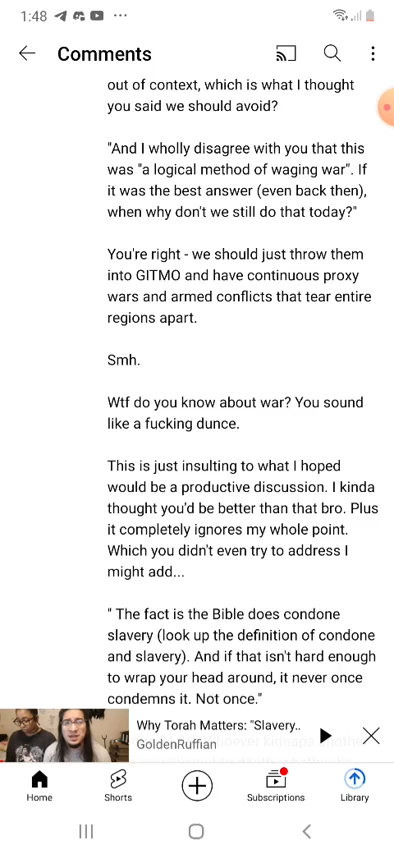 1:48
Comments
out of context, which is what I thought
you said we should avoid?
"And I wholly disagree with you that this
was "a logical method of waging war". If
it was the best answer (even back then),
when why don't we still do that today?"
You're right - we should just throw them
into GITMO and have continuous proxy
wars and armed conflicts that tear entire
regions apart.
Smh.
Wtf do you know about war? You sound
like a fucking dunce.
This is just insulting to what I hoped
would be a productive discussion. I kinda
thought you'd be better than that bro. Plus
it completely ignores my whole point.
Which you didn't even try to address I
might add...
" The fact is the Bible does condone
slavery (look up the definition of condone
and slavery). And if that isn't hard enough
to wrap your head around, it never once
condemns it. Not once."
Why Torah Matters: "Slavery..
GoldenRuffian
Home
Shorts
Subscriptions
Library